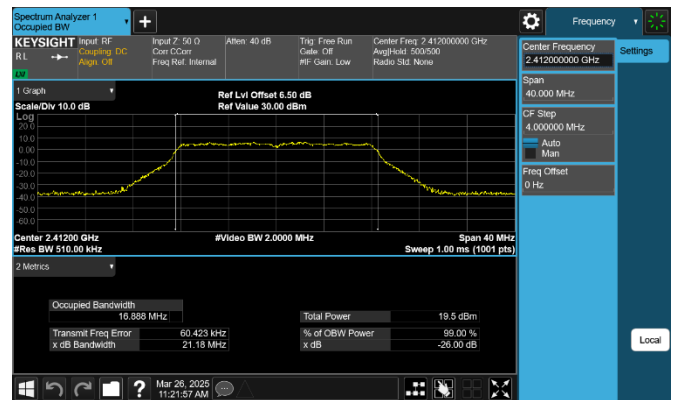 Spectrum Analyzer 1
Occupied BW
Frequency
KEYSIGHT
Input: RF
Coupling: DC
Align: Off
Input Z: 50 Ω
Corr CCorr
Freq Ref: Internal
Atten: 40 dB
Trig: Free Run
Gate: Off
#IF Gain: Low
Center Freq: 2.412000000 GHz
Avg|Hold: 500/500
Radio Std: None
R L
LXI
Center Frequency
2.412000000 GHz
Settings
Span
40.000 MHz
CF Step
4.000000 MHz
Auto
Man
Freq Offset
0 Hz
1 Graph
Scale/Div 10.0 dB
Ref Lvl Offset 6.50 dB
Ref Value 30.00 dBm
Log
20.0
10.0
0.00
-10.0
-20.0
-30.0
-40.0
-50.0
-60.0
Center 2.41200 GHz
#Video BW 2.0000 MHz
Span 40 MHz
#Res BW 510.00 kHz
Sweep 1.00 ms (1001 pts)
2 Metrics
Occupied Bandwidth
16.888 MHz
Total Power
19.5 dBm
Transmit Freq Error
60.423 kHz
% of OBW Power
99.00 %
x dB Bandwidth
21.18 MHz
x dB
-26.00 dB
Local
?
Mar 26, 2025
11:21:57 AM